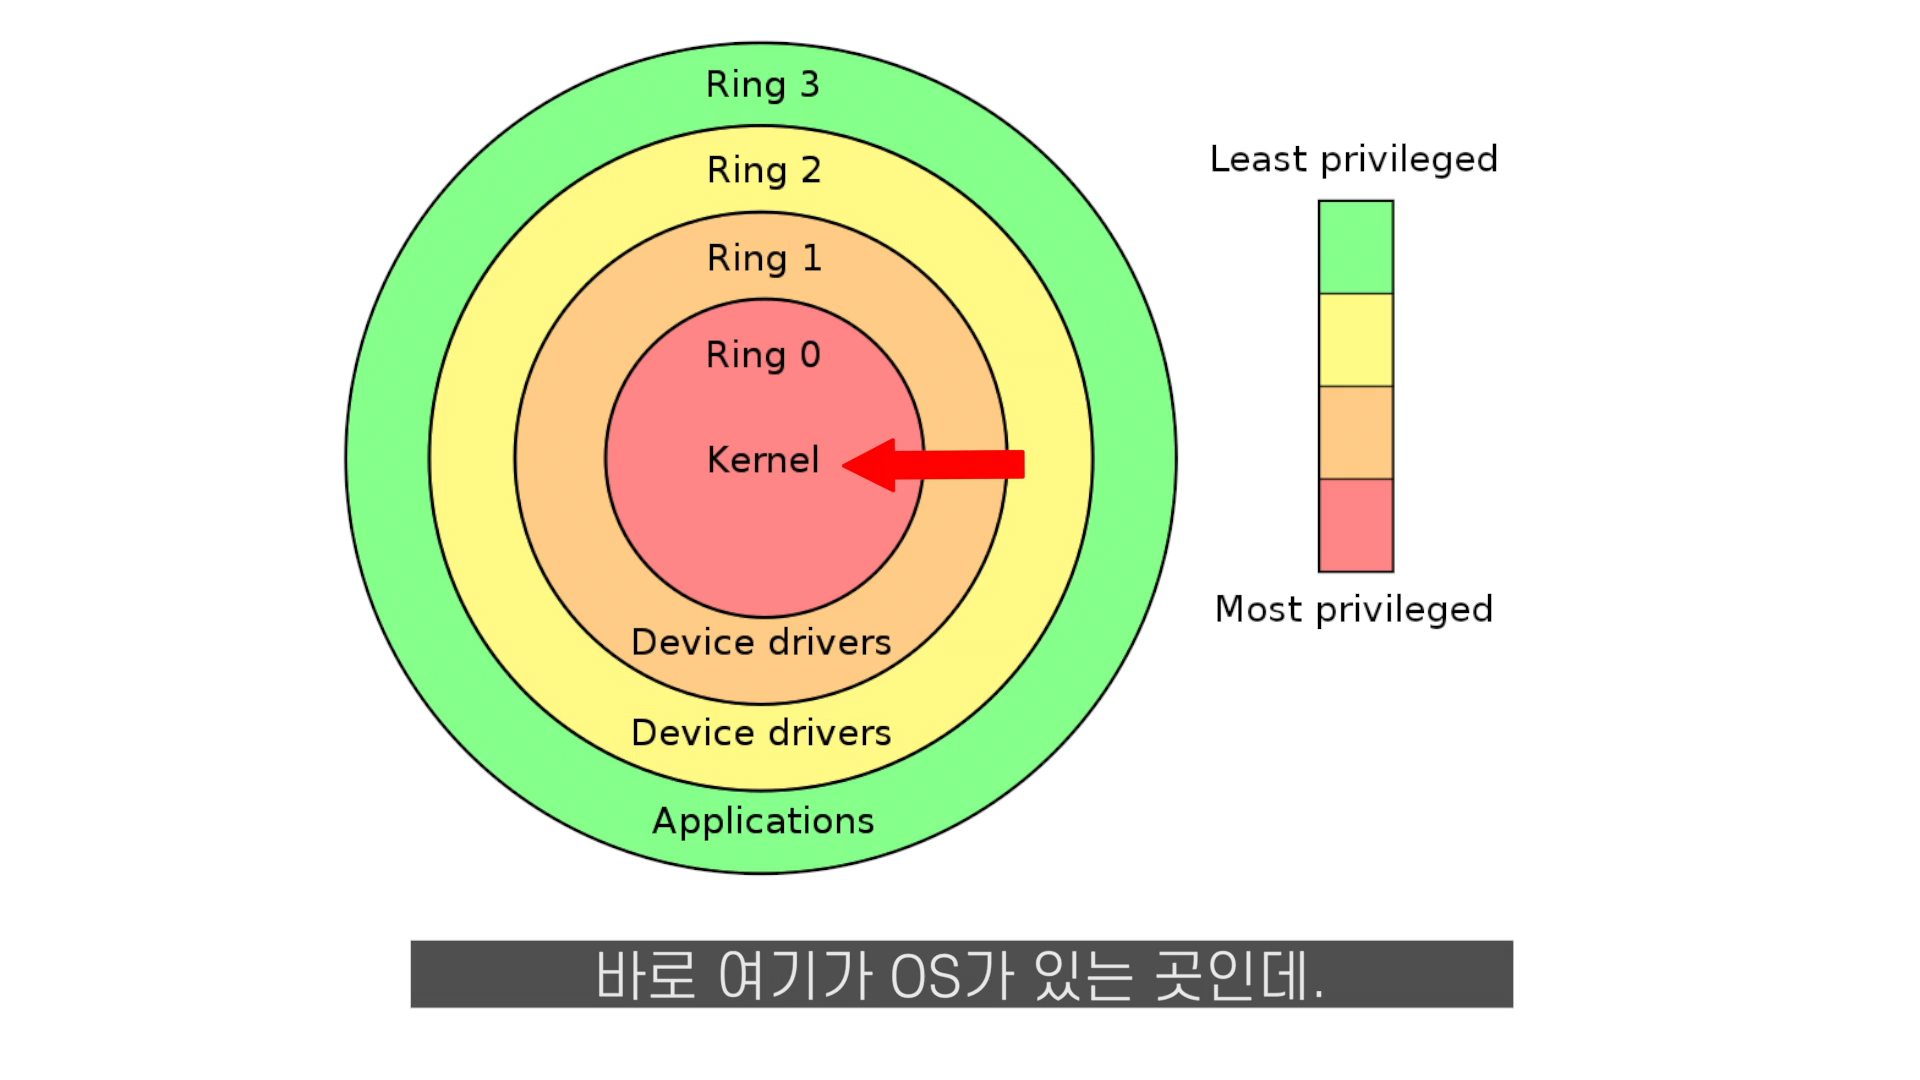 Ring 3
Ring 2
Ring 1
Ring 0
Kernel
Device drivers
Device drivers
Applications
Least privileged
Most privileged
바로 여기가 OS가 있는 곳인데.